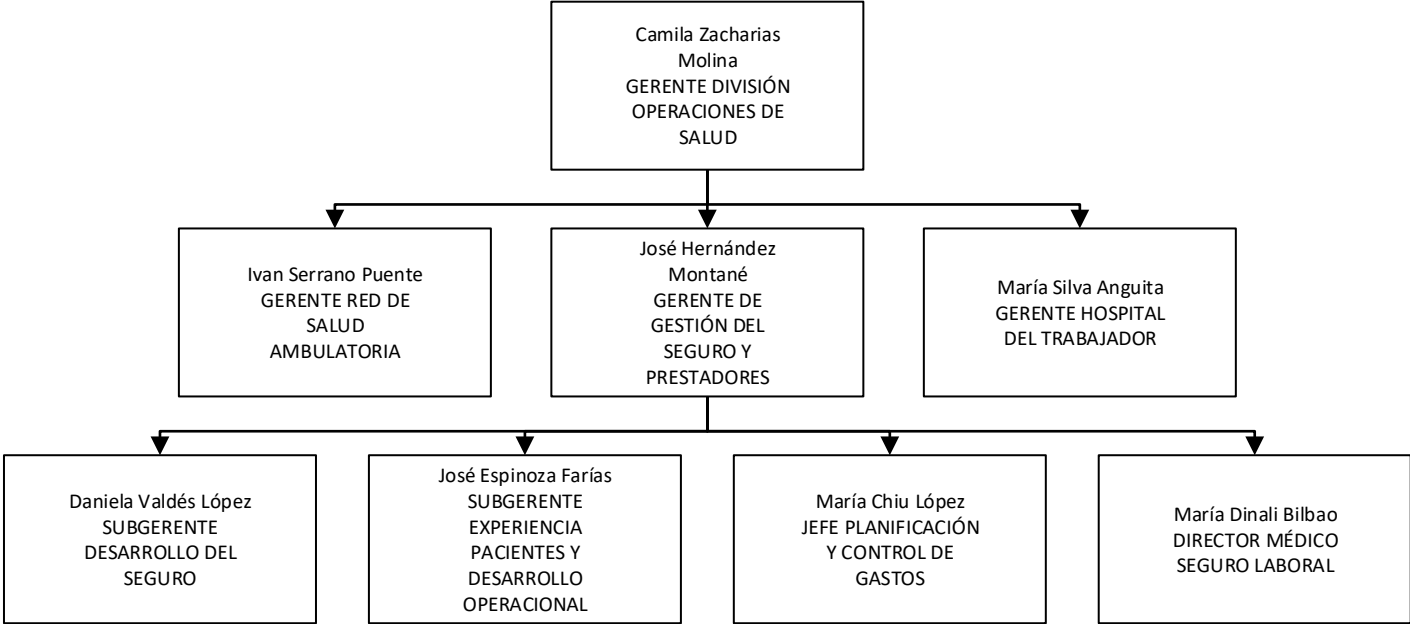 Camila Zacharias
Molina
GERENTE DIVISIÓN
OPERACIONES DE
SALUD
Ivan Serrano Puente
GERENTE RED DE
SALUD
AMBULATORIA
José Hernández
Montané
GERENTE DE
GESTIÓN DEL
SEGURO Y
PRESTADORES
María Silva Anguita
GERENTE HOSPITAL
DEL TRABAJADOR
Daniela Valdés López
SUBGERENTE
DESARROLLO DEL
SEGURO
José Espinoza Farías
SUBGERENTE
EXPERIENCIA
PACIENTES Y
DESARROLLO
OPERACIONAL
María Chiu López
JEFE PLANIFICACIÓN
Y CONTROL DE
GASTOS
María Dinali Bilbao
DIRECTOR MÉDICO
SEGURO LABORAL